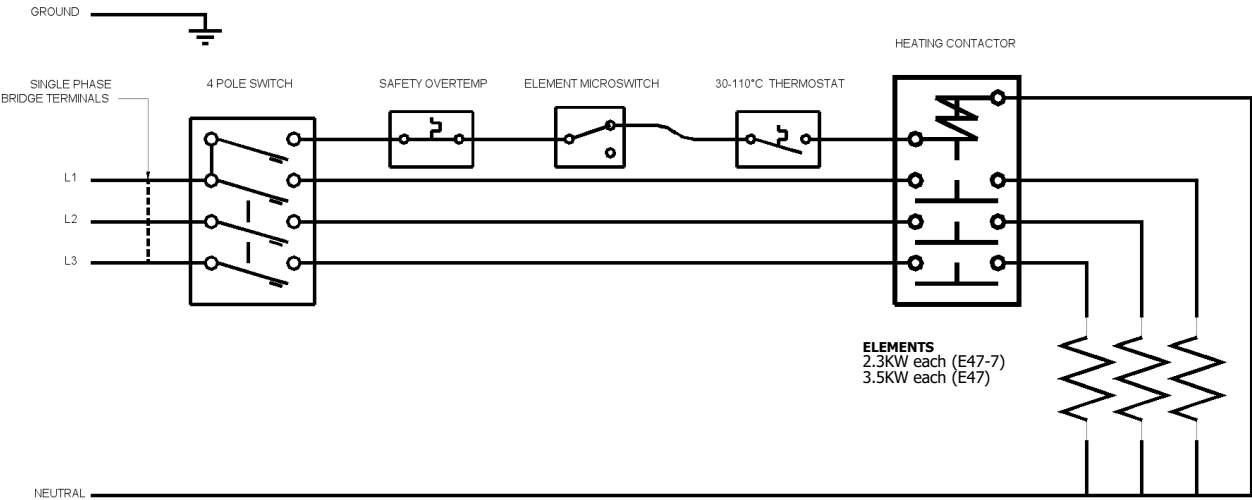 GROUND
HEATING CONTACTOR
SINGLE PHASE
BRIDGE TERMINALS
4 POLE SWITCH
SAFETY OVERTEMP
ELEMENT MICROSWITCH
30-110°C THERMOSTAT
L1
L2
L3
ELEMENTS
2.3KW each (E47-7)
3.5KW each (E47)
NEUTRAL